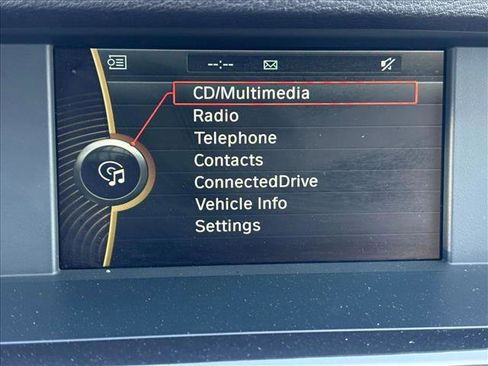 --:--
CD/Multimedia
Radio
Telephone
Contacts
ConnectedDrive
Vehicle Info
Settings